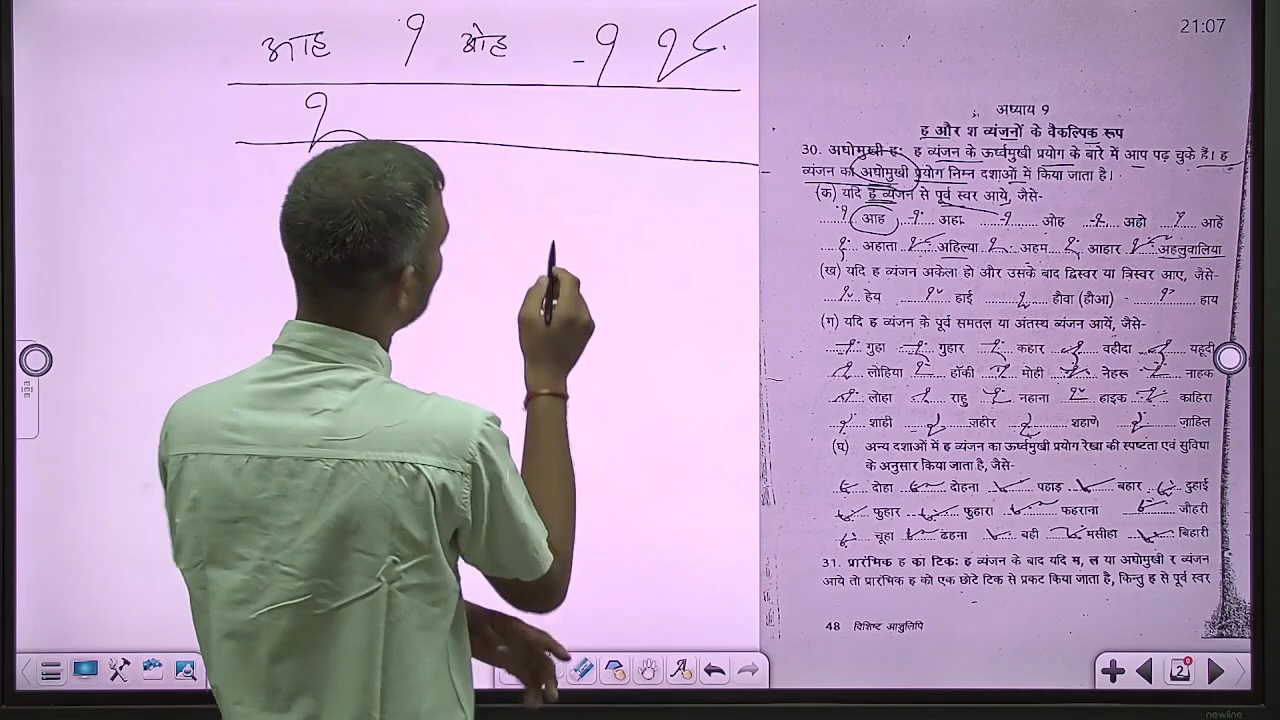 आह ओह
21:07
अध्याय 9
ह और श व्यंजनों के वैकल्पिक रूप
30. अधोमुखी हः ह व्यंजन के ऊर्ध्वमुखी प्रयोग के बारे में आप पढ़ चुके हैं। ह
व्यंजन का अधोमुखी प्रयोग निम्न दशाओं में किया जाता है।
(क) यदि ह व्यंजन से पूर्व स्वर आये, जैसे-
आह अहा ओह अहो आहें
अहाता अहिल्या अहम आहार अहलुवालिया
(ख) यदि ह व्यंजन अकेला हो और उसके बाद द्विस्वर या त्रिस्वर आए, जैसे-
हेय हाई हौवा (हौआ) हाय
(ग) यदि ह व्यंजन के पूर्व समतल या अंतस्थ व्यंजन आयें, जैसे-
गुहा गुहार कहार वहीदा यहूदी
लोहिया हॉकी मोही नेहरू नाहक
लोहा राहु नहाना हाइक काहिरा
शाही ज़हीर शहाणे ज़ाहिल
(घ) अन्य दशाओं में ह व्यंजन का ऊर्ध्वमुखी प्रयोग रेखा की स्पष्टता एवं सुविधा
के अनुसार किया जाता है, जैसे-
दोहा दोहना पहाड़ बहार दुहाई
फुहार फुहारा फहराना जौहरी
चूहा ढहना बही मसीहा बिहारी
31. प्रारंभिक ह का टिकः ह व्यंजन के बाद यदि म, ल या अधोमुखी र व्यंजन
आये तो प्रारंभिक ह को एक छोटे टिक से प्रकट किया जाता है, किन्तु ह से पूर्व स्वर
48 विशिष्ट आशुलिपि
2
newline